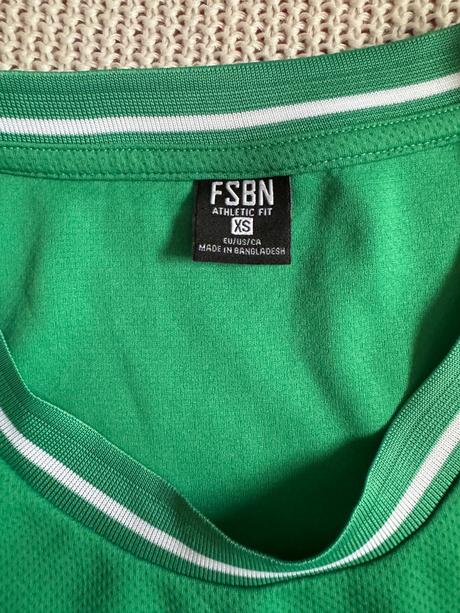 FSBN
ATHLETIC FIT
XS
EU/US/CA
MADE IN BANGLADESH